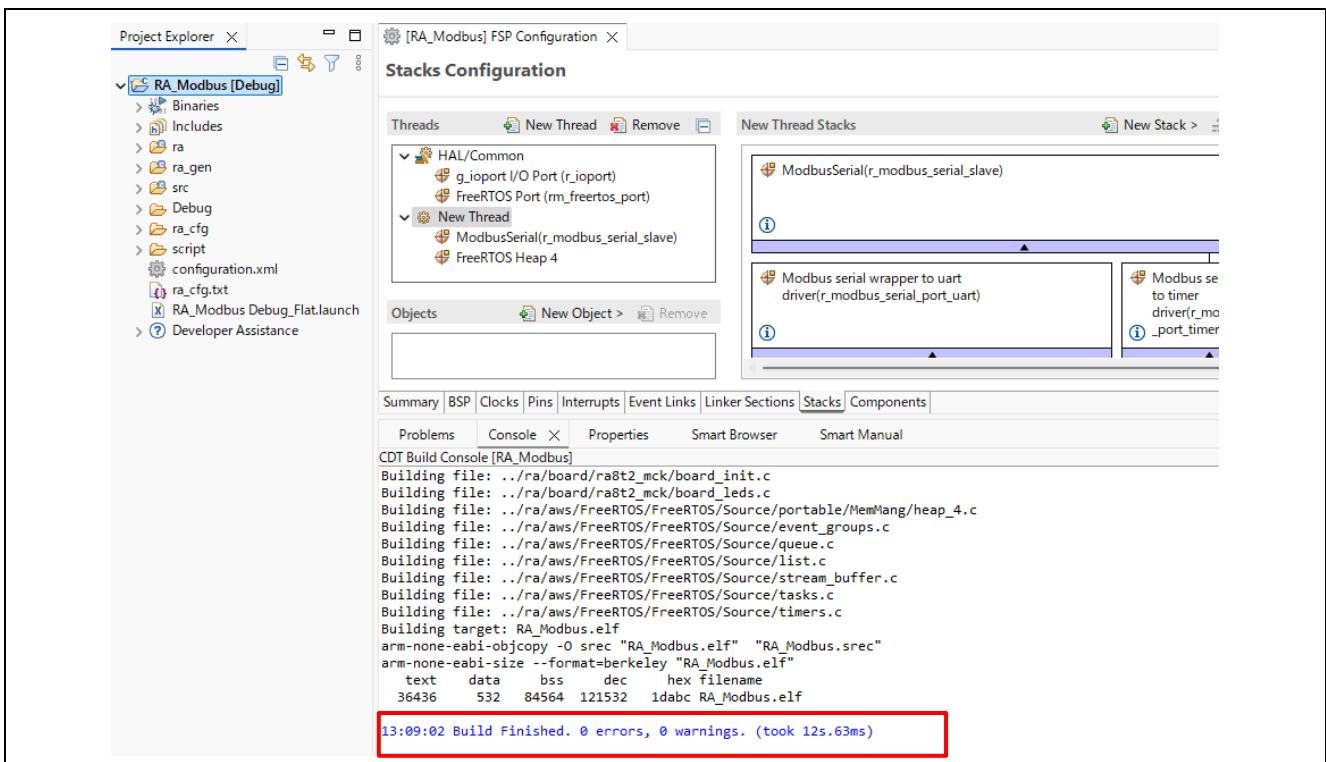 Project Explorer
RA_Modbus [Debug]
Binaries
Includes
ra
ra_gen
src
Debug
ra_cfg
script
configuration.xml
ra_cfg.txt
RA_Modbus Debug_Flat.launch
Developer Assistance
[RA_Modbus] FSP Configuration
Stacks Configuration
Threads New Thread Remove
HAL/Common
g_ioport I/O Port (r_ioport)
FreeRTOS Port (rm_freertos_port)
New Thread
ModbusSerial(r_modbus_serial_slave)
FreeRTOS Heap 4
Objects New Object > Remove
New Thread Stacks New Stack >
ModbusSerial(r_modbus_serial_slave)
Modbus serial wrapper to uart
driver(r_modbus_serial_port_uart)
Modbus se
to timer
driver(r_mo
_port_timer
Summary BSP Clocks Pins Interrupts Event Links Linker Sections Stacks Components
Problems Console Properties Smart Browser Smart Manual
CDT Build Console [RA_Modbus]
Building file: ../ra/board/ra8t2_mck/board_init.c
Building file: ../ra/board/ra8t2_mck/board_leds.c
Building file: ../ra/aws/FreeRTOS/FreeRTOS/Source/portable/MemMang/heap_4.c
Building file: ../ra/aws/FreeRTOS/FreeRTOS/Source/event_groups.c
Building file: ../ra/aws/FreeRTOS/FreeRTOS/Source/queue.c
Building file: ../ra/aws/FreeRTOS/FreeRTOS/Source/list.c
Building file: ../ra/aws/FreeRTOS/FreeRTOS/Source/stream_buffer.c
Building file: ../ra/aws/FreeRTOS/FreeRTOS/Source/tasks.c
Building file: ../ra/aws/FreeRTOS/FreeRTOS/Source/timers.c
Building target: RA_Modbus.elf
arm-none-eabi-objcopy -O srec "RA_Modbus.elf" "RA_Modbus.srec"
arm-none-eabi-size --format=berkeley "RA_Modbus.elf"
text data bss dec hex filename
36436 532 84564 121532 1dabc RA_Modbus.elf
13:09:02 Build Finished. 0 errors, 0 warnings. (took 12s.63ms)